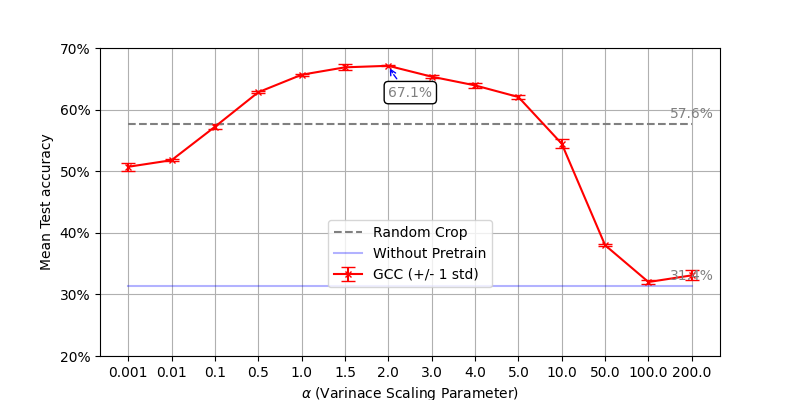 70%
60%
50%
40%
30%
20%
Mean Test accuracy
67.1%
57.6%
Random Crop
Without Pretrain
GCC (+/- 1 std)
0.001 0.01 0.1 0.5 1.0 1.5 2.0 3.0 4.0 5.0 10.0 50.0 100.0 200.0
α (Varinace Scaling Parameter)